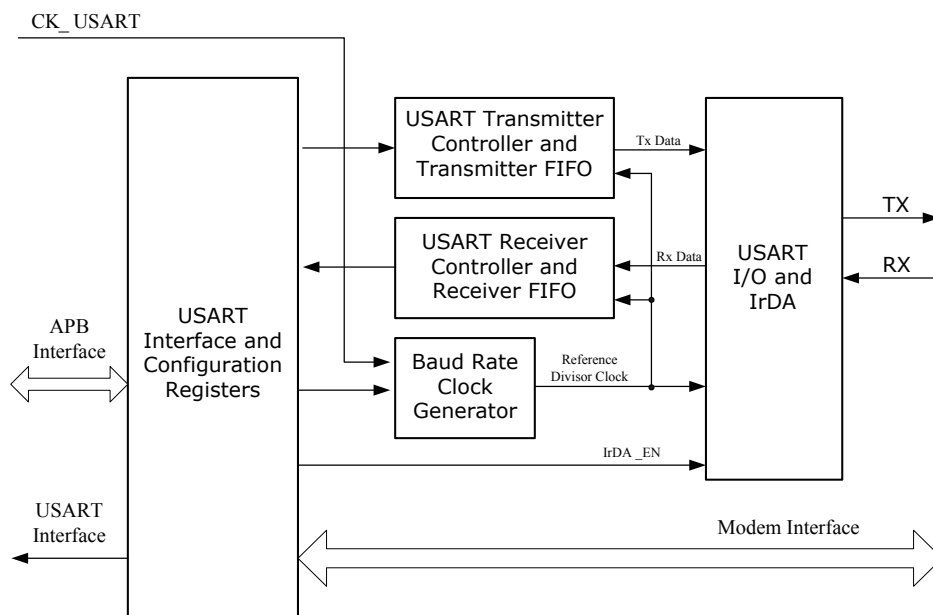 CK_ USART
USART Transmitter
Controller and
Transmitter FIFO
Tx Data
USART Receiver
Controller and
Receiver FIFO
Rx Data
USART
I/O and
IrDA
TX
RX
APB
Interface
USART
Interface and
Configuration
Registers
Baud Rate
Clock
Generator
Reference
Divisor Clock
IrDA _EN
USART
Interface
Modem Interface